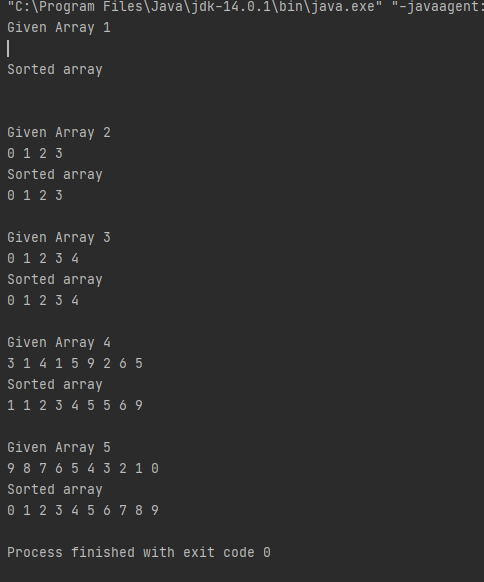 "C:\Program Files\Java\jdk-14.0.1\bin\java.exe" "-javaagent:
Given Array 1
Sorted array
Given Array 2
0 1 2 3
Sorted array
0 1 2 3
Given Array 3
0 1 2 3 4
Sorted array
0 1 2 3 4
Given Array 4
3 1 4 1 5 9 2 6 5
Sorted array
1 1 2 3 4 5 5 6 9
Given Array 5
9 8 7 6 5 4 3 2 1 0
Sorted array
0 1 2 3 4 5 6 7 8 9
Process finished with exit code 0